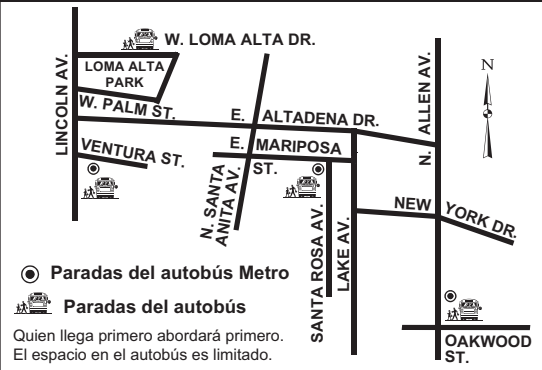 W. LOMA ALTA DR.
LOMA ALTA
PARK
LINCOLN AV.
W. PALM ST.
E. ALTADENA DR.
N. ALLEN AV.
N
VENTURA ST.
E. MARIPOSA
ST.
N. SANTA
ANITA AV.
SANTA ROSA AV.
LAKE AV.
NEW YORK DR.
OAKWOOD
ST.
Paradas del autobús Metro
Paradas del autobús
Quien llega primero abordará primero.
El espacio en el autobús es limitado.